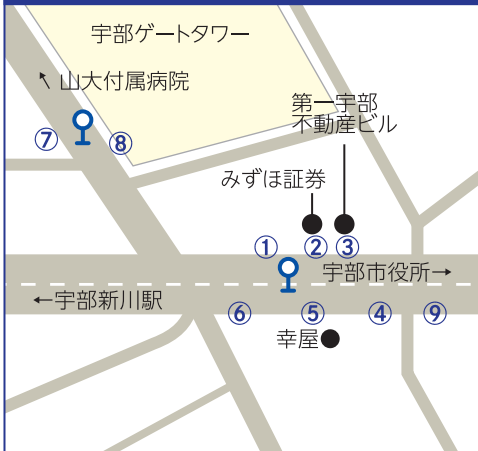 宇部ゲートタワー
山大付属病院
第一宇部
不動産ビル
⑦
⑧
みずほ証券
①
②
③
宇部市役所→
←宇部新川駅
⑥
⑤
④
⑨
幸屋